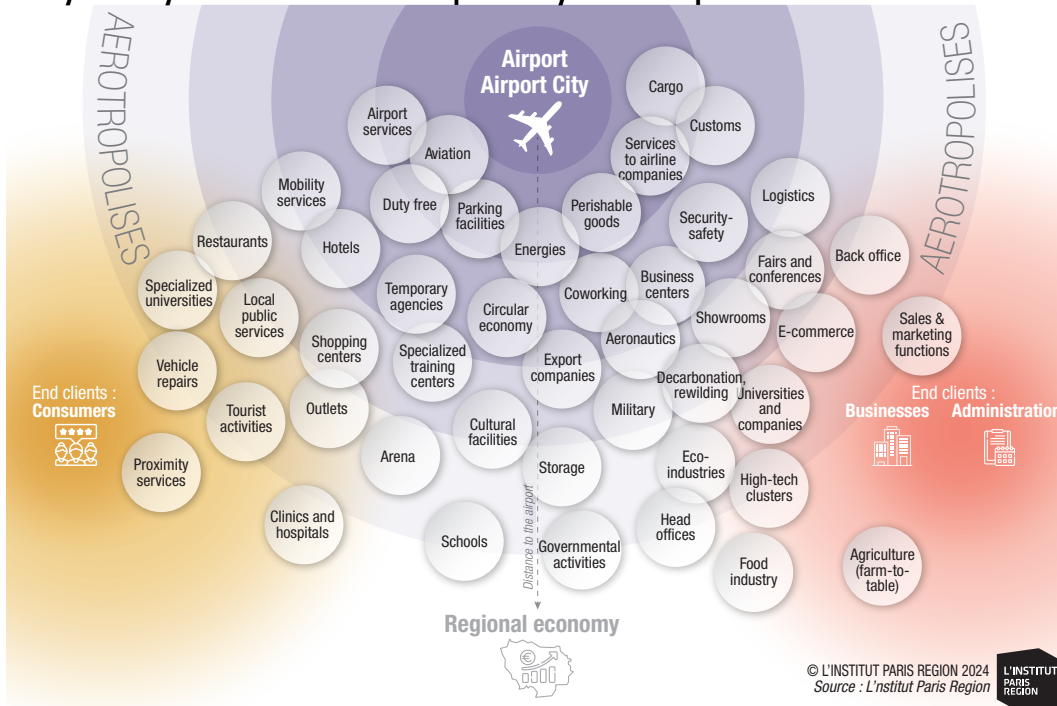 Airport
Airport City
AEROTROPOLISES
AEROTROPOLISES
Cargo
Airport
services
Customs
Aviation
Services
to airline
companies
Mobility
services
Duty free
Parking
facilities
Perishable
goods
Security-
safety
Logistics
Restaurants
Hotels
Energies
Fairs and
conferences
Back office
Specialized
universities
Local
public
services
Temporary
agencies
Circular
economy
Coworking
Business
centers
Showrooms
E-commerce
Sales &
marketing
functions
Shopping
centers
Specialized
training
centers
Aeronautics
Export
companies
Vehicle
repairs
Decarbonation,
rewilding
Universities
and
companies
End clients :
Consumers
End clients :
Businesses Administration
Tourist
activities
Outlets
Military
Cultural
facilities
Arena
Storage
Eco-
industries
High-tech
clusters
Proximity
services
Clinics and
hospitals
Schools
Governmental
activities
Head
offices
Food
industry
Agriculture
(farm-to-
table)
Distance to the airport
Regional economy
© L'INSTITUT PARIS REGION 2024
Source : L'nstitut Paris Region
L'INSTITUT
PARIS
REGION